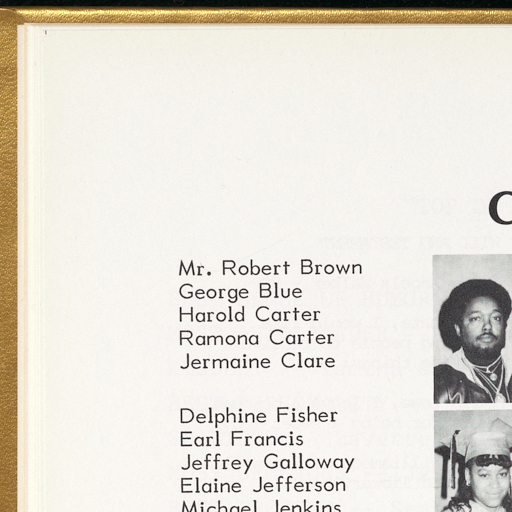 C
Mr. Robert Brown
George Blue
Harold Carter
Ramona Carter
Jermaine Clare
Delphine Fisher
Earl Francis
Jeffrey Galloway
Elaine Jefferson
Michael Jenkins